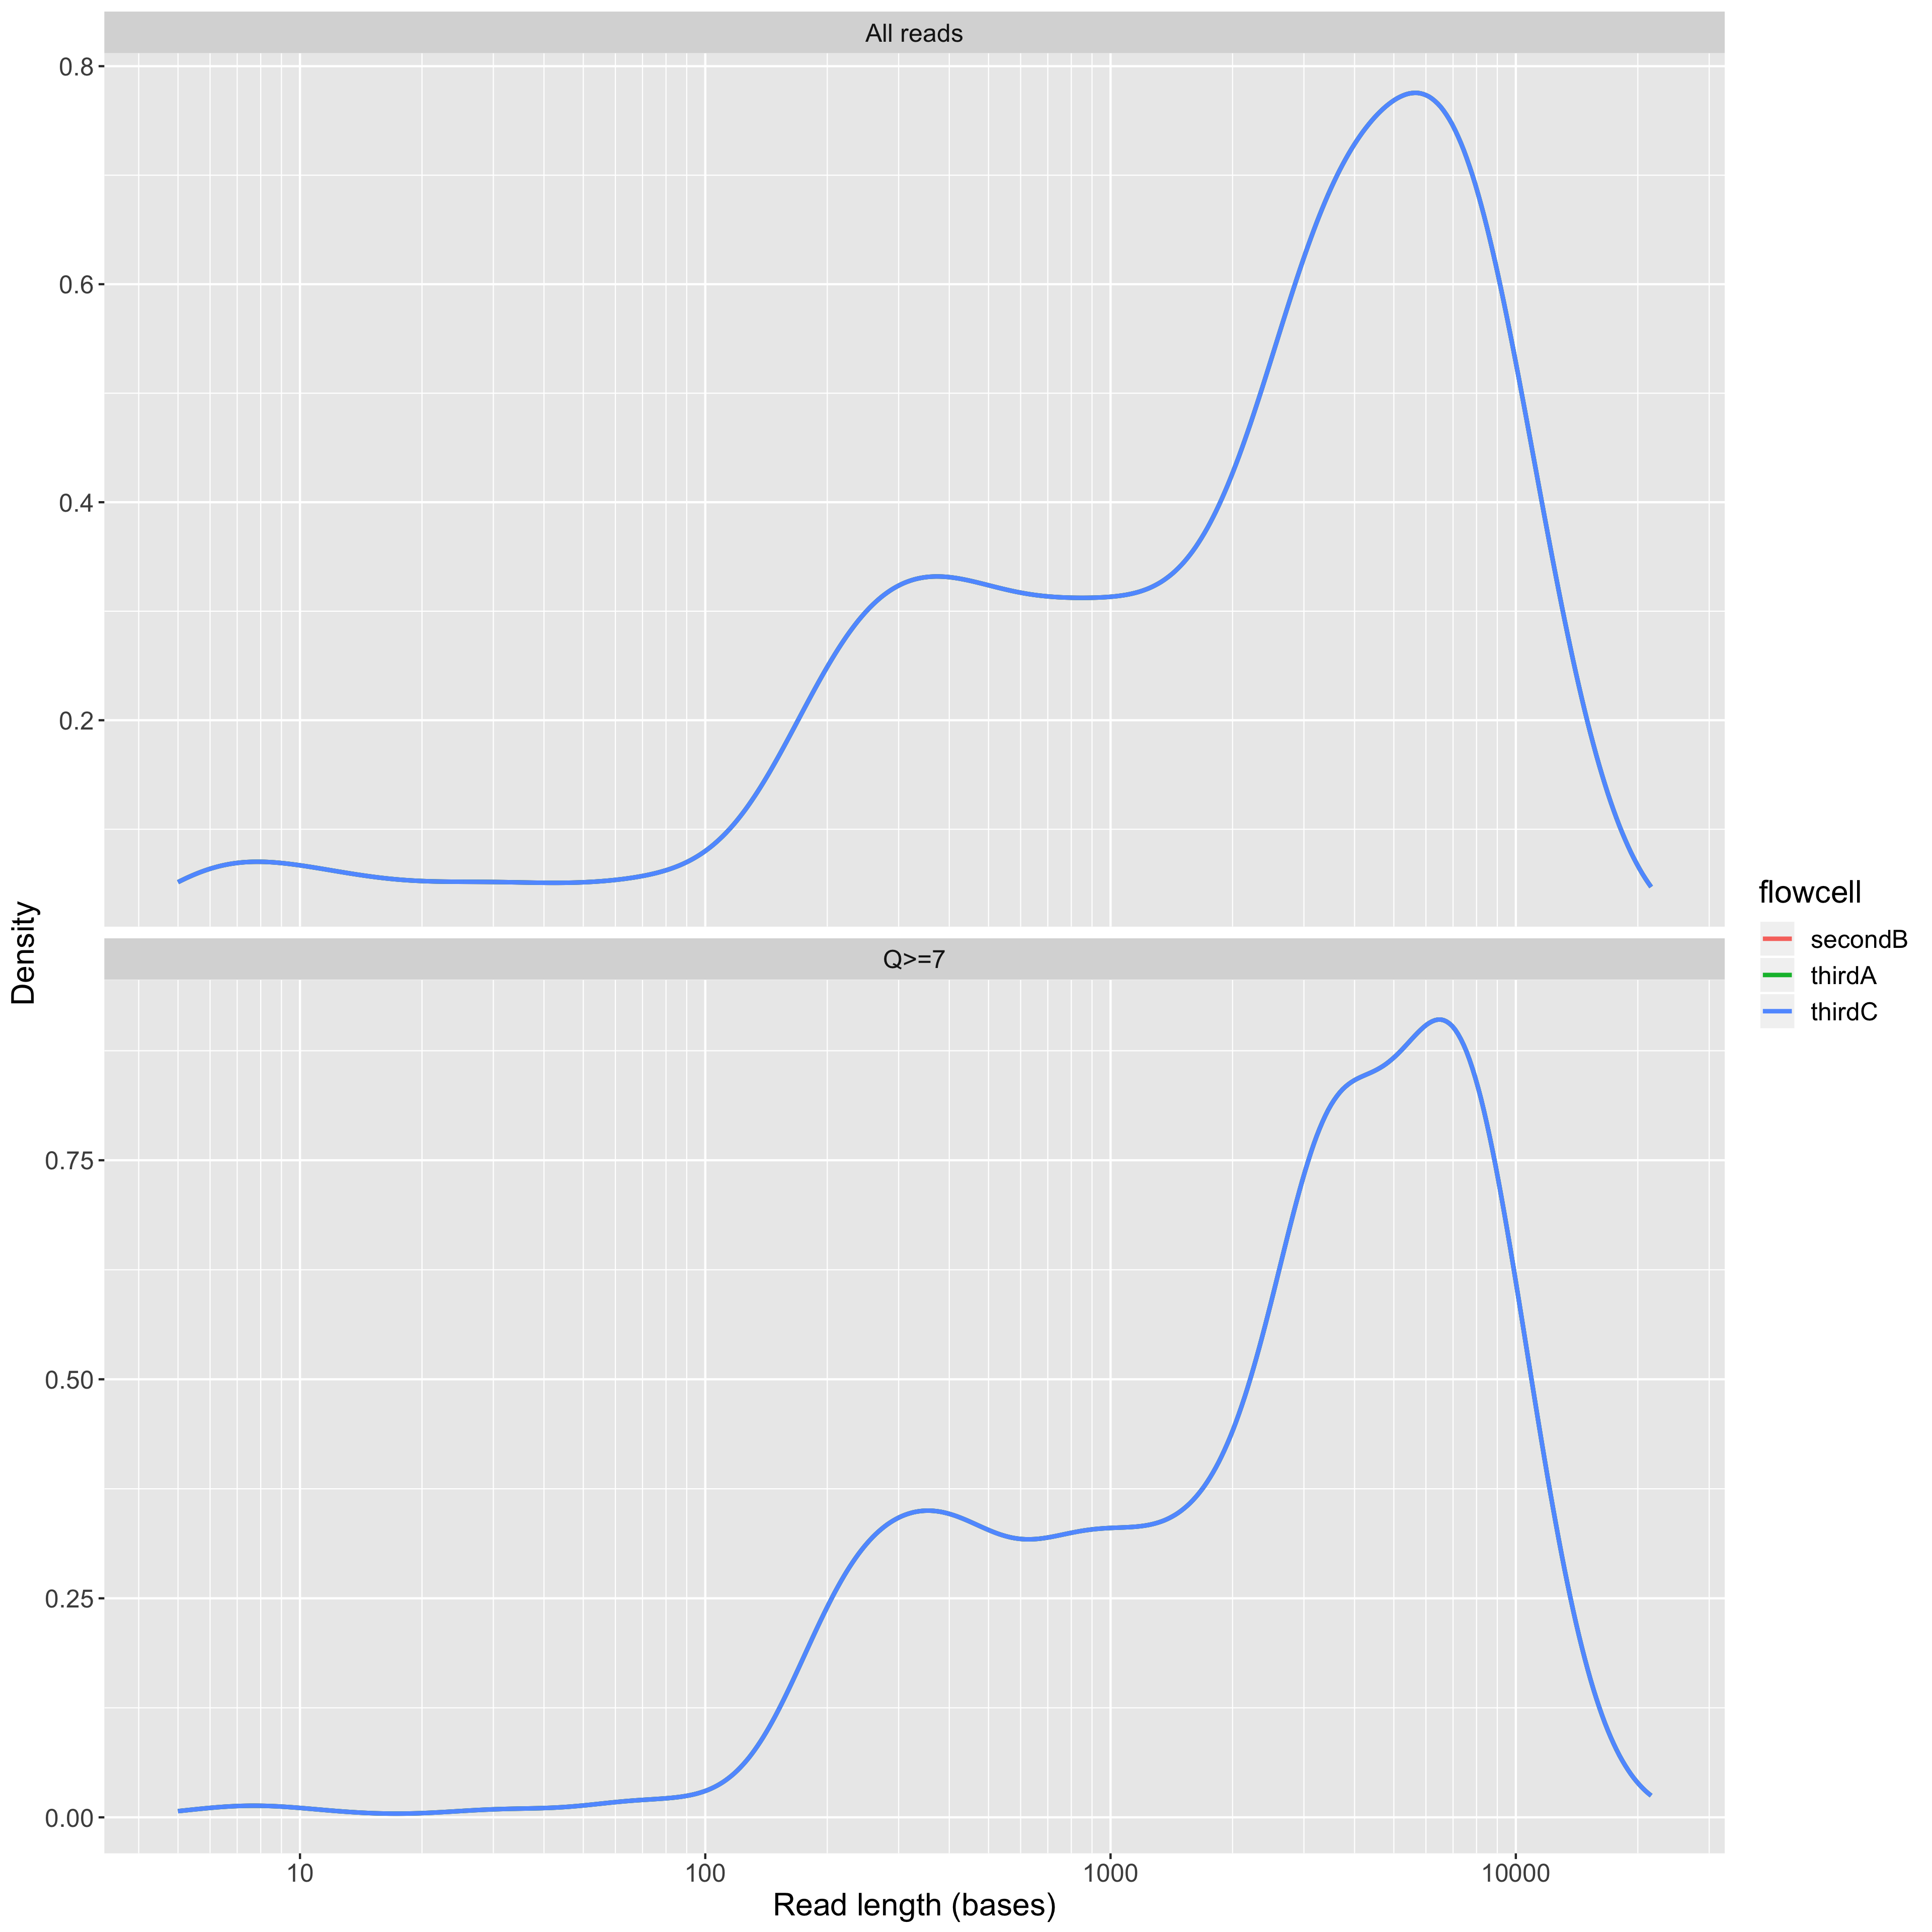 All reads
0.8
0.6
0.4
0.2
Density
Q>=7
0.75
0.50
0.25
0.00
10 100 1000 10000
Read length (bases)
flowcell
secondB
thirdA
thirdC